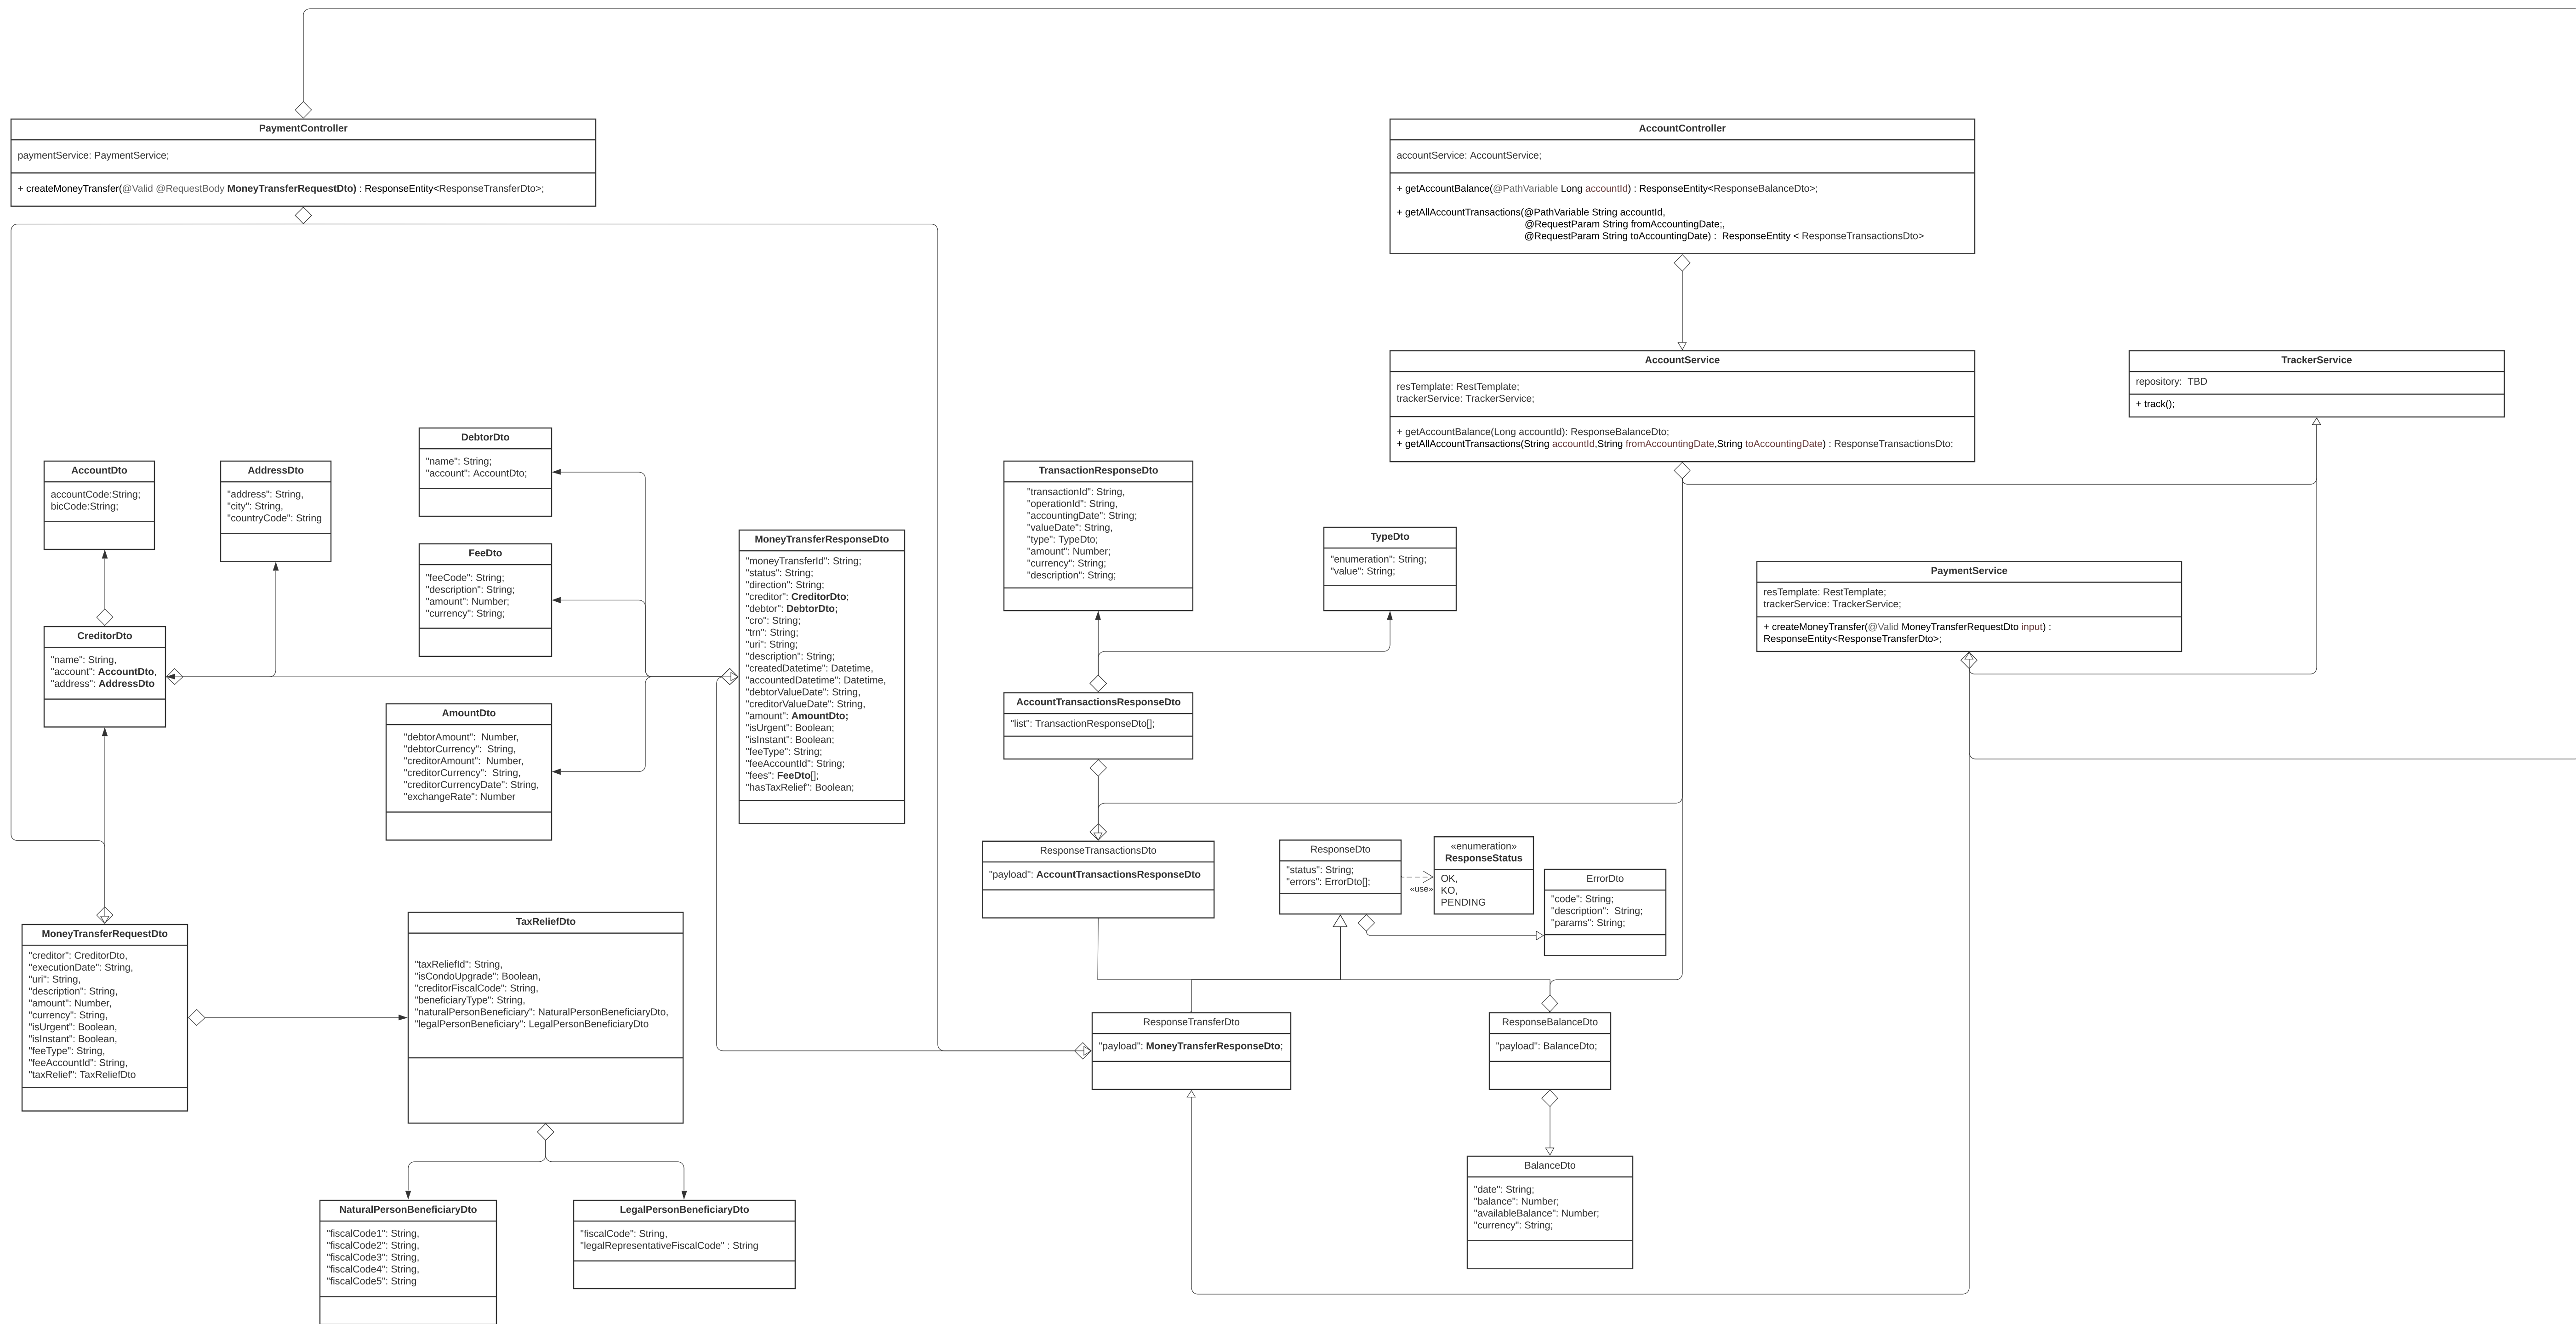 PaymentController
paymentService: PaymentService;
+ createMoneyTransfer(@Valid @RequestBody MoneyTransferRequestDto) : ResponseEntity<ResponseTransferDto>;
AccountController
accountService: AccountService;
+ getAccountBalance(@PathVariable Long accountId) : ResponseEntity<ResponseBalanceDto>;
+ getAllAccountTransactions(@PathVariable String accountId,
@RequestParam String fromAccountingDate;,
@RequestParam String toAccountingDate) : ResponseEntity < ResponseTransactionsDto>
AccountService
resTemplate: RestTemplate;
trackerService: TrackerService;
+ getAccountBalance(Long accountId): ResponseBalanceDto;
+ getAllAccountTransactions(String accountId,String fromAccountingDate,String toAccountingDate) : ResponseTransactionsDto;
TrackerService
repository: TBD
+ track();
DebtorDto
"name": String;
"account": AccountDto;
AccountDto
accountCode:String;
bicCode:String;
AddressDto
"address": String,
"city": String,
"countryCode": String
FeeDto
"feeCode": String;
"description": String;
"amount": Number;
"currency": String;
MoneyTransferResponseDto
"moneyTransferId": String;
"status": String;
"direction": String;
"creditor": CreditorDto;
"debtor": DebtorDto;
"cro": String;
"trn": String;
"uri": String;
"description": String;
"createdDatetime": Datetime,
"accountedDatetime": Datetime,
"debtorValueDate": String,
"creditorValueDate": String,
"amount": AmountDto;
"isUrgent": Boolean;
"isInstant": Boolean;
"feeType": String;
"feeAccountId": String;
"fees": FeeDto[];
"hasTaxRelief": Boolean;
TransactionResponseDto
"transactionId": String,
"operationId": String,
"accountingDate": String;
"valueDate": String,
"type": TypeDto;
"amount": Number;
"currency": String;
"description": String;
TypeDto
"enumeration": String;
"value": String;
PaymentService
resTemplate: RestTemplate;
trackerService: TrackerService;
+ createMoneyTransfer(@Valid MoneyTransferRequestDto input) :
ResponseEntity<ResponseTransferDto>;
CreditorDto
"name": String,
"account": AccountDto,
"address": AddressDto
AmountDto
"debtorAmount": Number,
"debtorCurrency": String,
"creditorAmount": Number,
"creditorCurrency": String,
"creditorCurrencyDate": String,
"exchangeRate": Number
AccountTransactionsResponseDto
"list": TransactionResponseDto[];
ResponseTransactionsDto
"payload": AccountTransactionsResponseDto
ResponseDto
"status": String;
"errors": ErrorDto[];
«use»
«enumeration»
ResponseStatus
OK,
KO,
PENDING
ErrorDto
"code": String;
"description": String;
"params": String;
MoneyTransferRequestDto
"creditor": CreditorDto,
"executionDate": String,
"uri": String,
"description": String,
"amount": Number,
"currency": String,
"isUrgent": Boolean,
"isInstant": Boolean,
"feeType": String,
"feeAccountId": String,
"taxRelief": TaxReliefDto
TaxReliefDto
"taxReliefId": String,
"isCondoUpgrade": Boolean,
"creditorFiscalCode": String,
"beneficiaryType": String,
"naturalPersonBeneficiary": NaturalPersonBeneficiaryDto,
"legalPersonBeneficiary": LegalPersonBeneficiaryDto
ResponseTransferDto
"payload": MoneyTransferResponseDto;
ResponseBalanceDto
"payload": BalanceDto;
BalanceDto
"date": String;
"balance": Number;
"availableBalance": Number;
"currency": String;
NaturalPersonBeneficiaryDto
"fiscalCode1": String,
"fiscalCode2": String,
"fiscalCode3": String,
"fiscalCode4": String,
"fiscalCode5": String
LegalPersonBeneficiaryDto
"fiscalCode": String,
"legalRepresentativeFiscalCode" : String